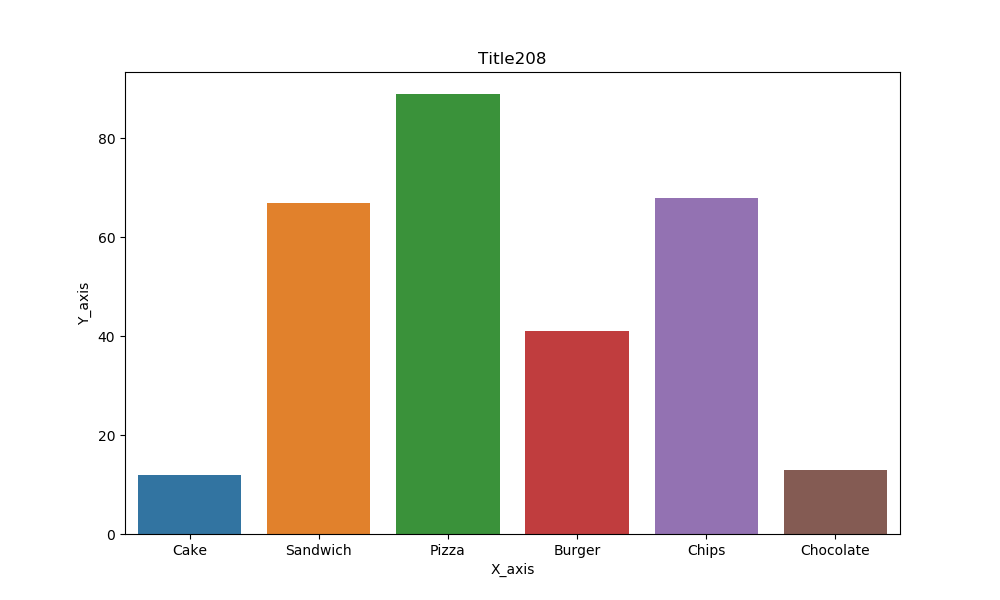 Title208
Y_axis
80
60
40
20
0
Cake Sandwich Pizza Burger Chips Chocolate
X_axis